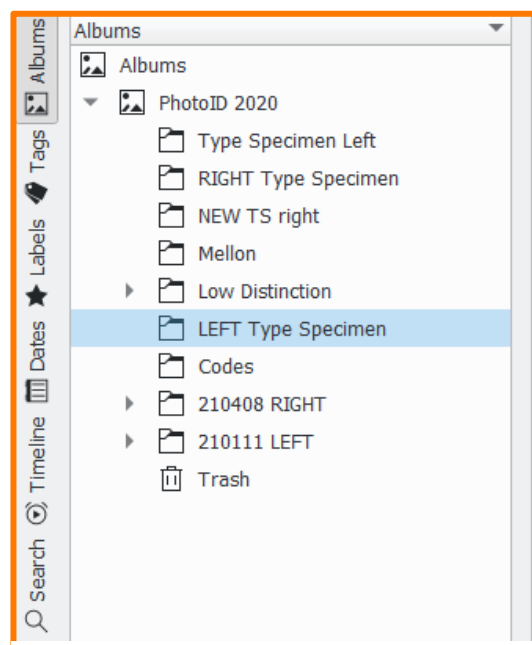 Albums
Tags
Labels
Dates
Timeline
Search
Albums
Albums
PhotoID 2020
Type Specimen Left
RIGHT Type Specimen
NEW TS right
Mellon
Low Distinction
LEFT Type Specimen
Codes
210408 RIGHT
210111 LEFT
Trash